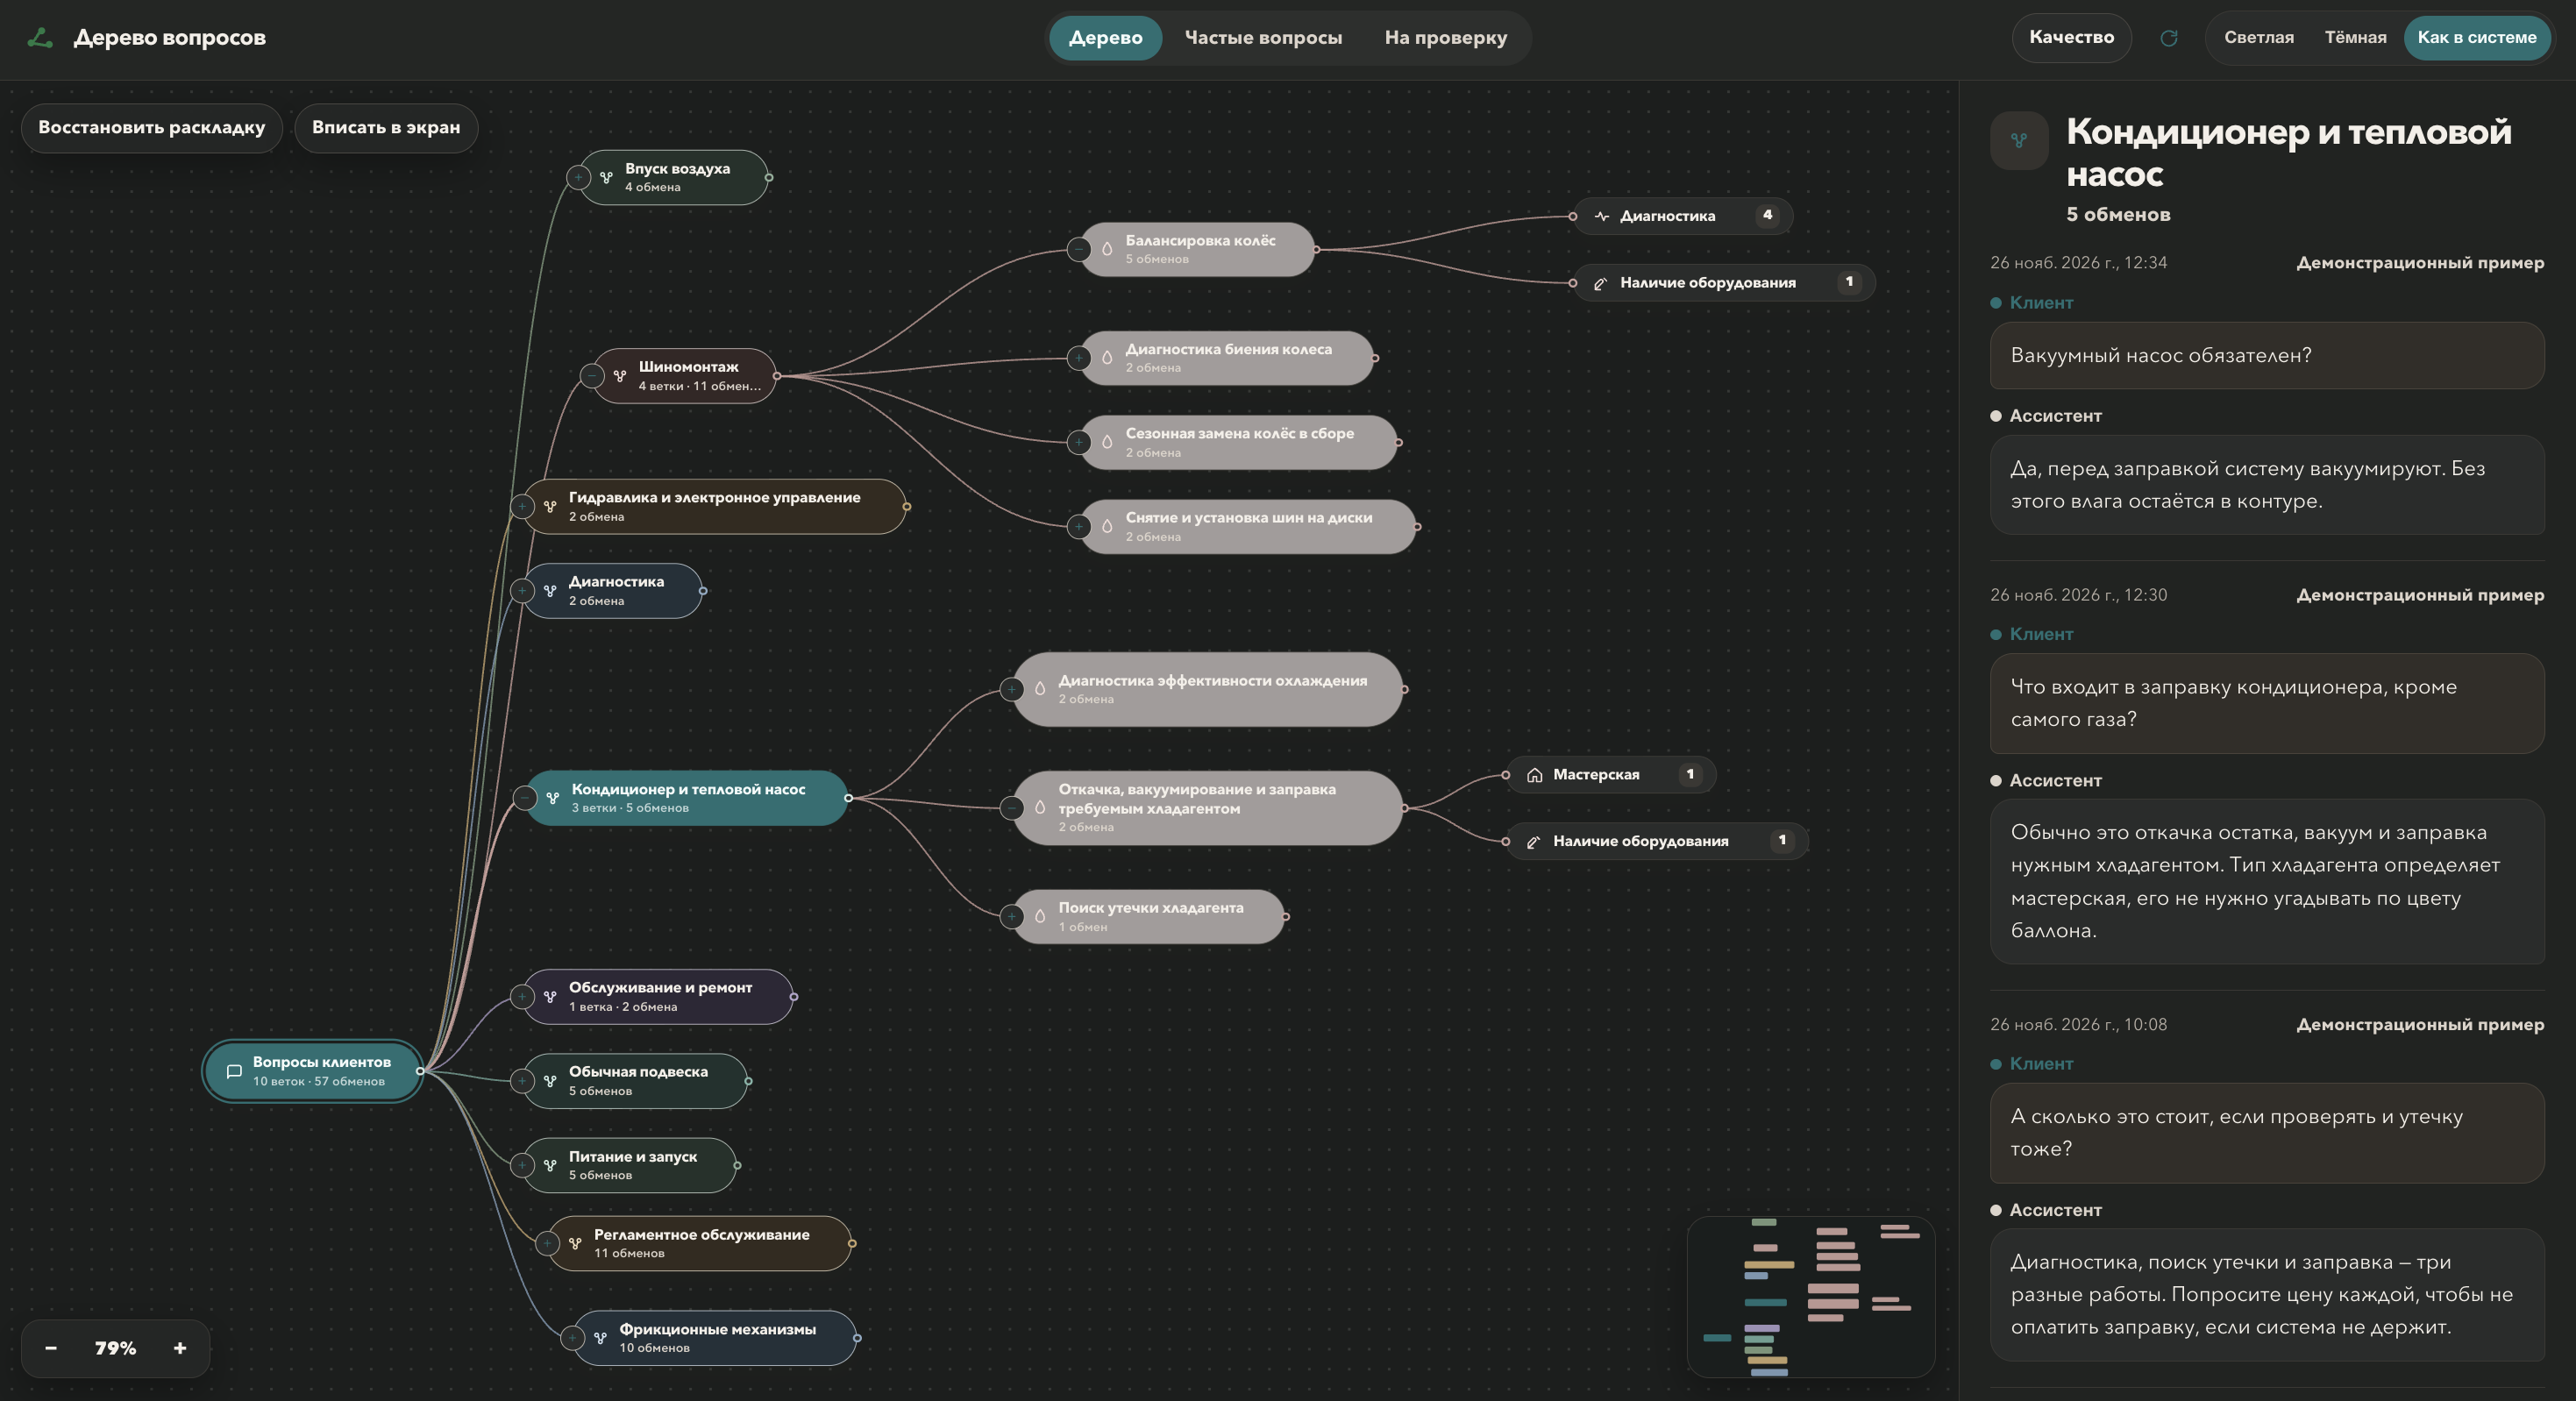 Дерево вопросов
Дерево
Частые вопросы
На проверку
Качество
Светлая
Тёмная
Как в системе
Восстановить раскладку
Вписать в экран
Впуск воздуха
4 обмена
Шиномонтаж
4 ветки · 11 обмен...
Балансировка колёс
5 обменов
Диагностика
4
Наличие оборудования
1
Диагностика биения колеса
2 обмена
Сезонная замена колёс в сборе
2 обмена
Снятие и установка шин на диски
2 обмена
Гидравлика и электронное управление
2 обмена
Диагностика
2 обмена
Кондиционер и тепловой насос
3 ветки · 5 обменов
Диагностика эффективности охлаждения
2 обмена
Откачка, вакуумирование и заправка
требуемым хладагентом
2 обмена
Мастерская
1
Наличие оборудования
1
Поиск утечки хладагента
1 обмен
Обслуживание и ремонт
1 ветка · 2 обмена
Вопросы клиентов
10 веток · 57 обменов
Обычная подвеска
5 обменов
Питание и запуск
5 обменов
Регламентное обслуживание
11 обменов
Фрикционные механизмы
10 обменов
− 79% +
Кондиционер и тепловой
насос
5 обменов
26 нояб. 2026 г., 12:34
Демонстрационный пример
Клиент
Вакуумный насос обязателен?
Ассистент
Да, перед заправкой систему вакуумируют. Без
этого влага остаётся в контуре.
26 нояб. 2026 г., 12:30
Демонстрационный пример
Клиент
Что входит в заправку кондиционера, кроме
самого газа?
Ассистент
Обычно это откачка остатка, вакуум и заправка
нужным хладагентом. Тип хладагента определяет
мастерская, его не нужно угадывать по цвету
баллона.
26 нояб. 2026 г., 10:08
Демонстрационный пример
Клиент
А сколько это стоит, если проверять и утечку
тоже?
Ассистент
Диагностика, поиск утечки и заправка – три
разные работы. Попросите цену каждой, чтобы не
оплатить заправку, если система не держит.